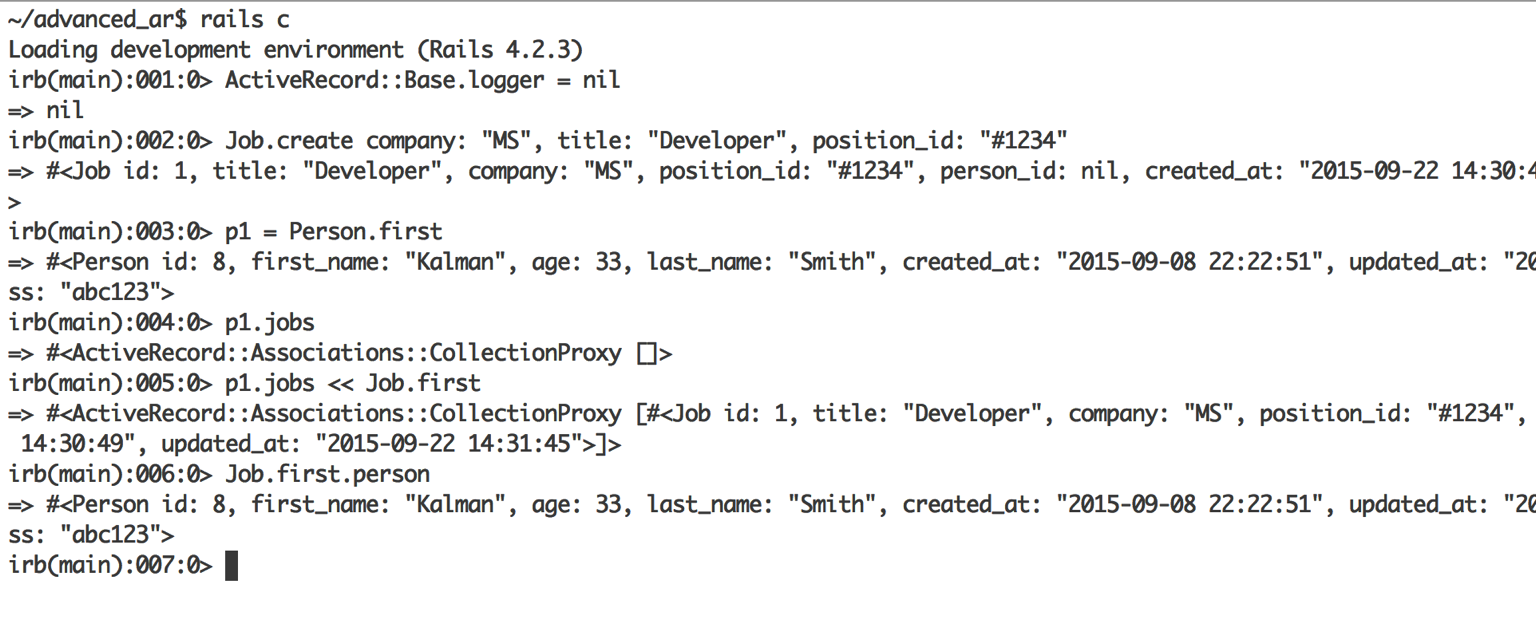 ~/advanced_ar$ rails c
Loading development environment (Rails 4.2.3)
irb(main):001:0> ActiveRecord::Base.logger = nil
=> nil
irb(main):002:0> Job.create company: "MS", title: "Developer", position_id: "#1234"
=> #<Job id: 1, title: "Developer", company: "MS", position_id: "#1234", person_id: nil, created_at: "2015-09-22 14:30:4
>
irb(main):003:0> p1 = Person.first
=> #<Person id: 8, first_name: "Kalman", age: 33, last_name: "Smith", created_at: "2015-09-08 22:22:51", updated_at: "20
ss: "abc123">
irb(main):004:0> p1.jobs
=> #<ActiveRecord::Associations::CollectionProxy []>
irb(main):005:0> p1.jobs << Job.first
=> #<ActiveRecord::Associations::CollectionProxy [#<Job id: 1, title: "Developer", company: "MS", position_id: "#1234",
 14:30:49", updated_at: "2015-09-22 14:31:45">]>
irb(main):006:0> Job.first.person
=> #<Person id: 8, first_name: "Kalman", age: 33, last_name: "Smith", created_at: "2015-09-08 22:22:51", updated_at: "20
ss: "abc123">
irb(main):007:0>